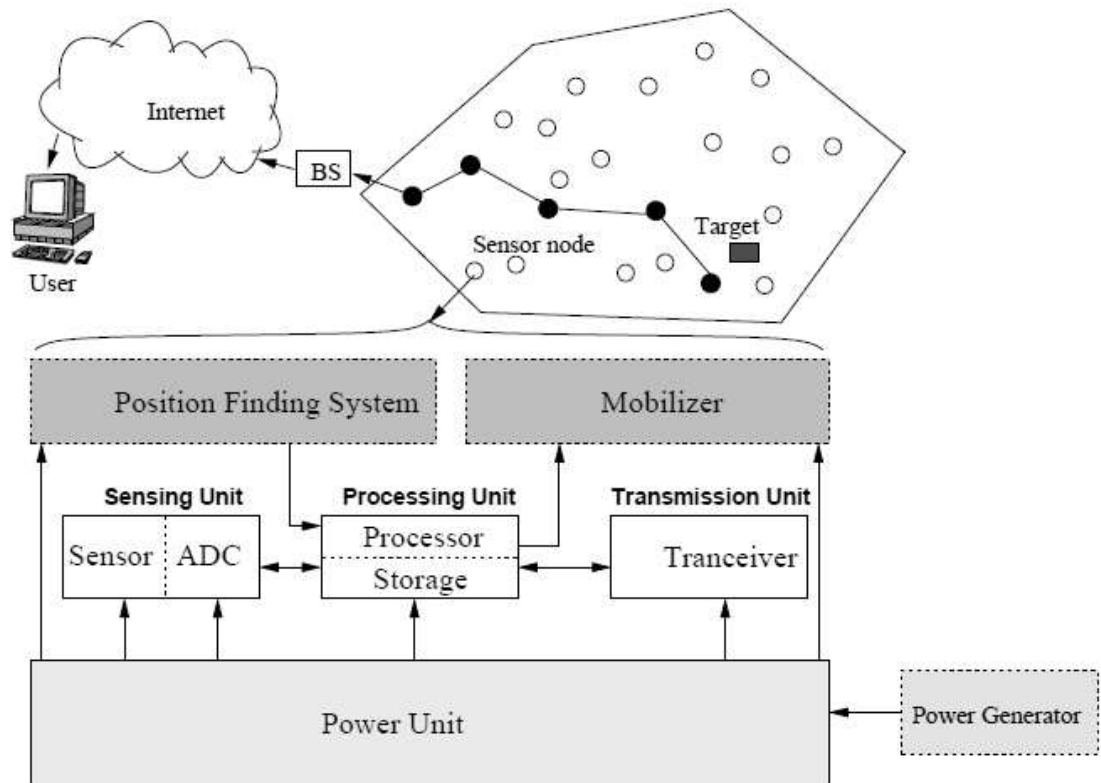 Internet
BS
User
Sensor node
Target
Position Finding System
Mobilizer
Sensing Unit
Processing Unit
Transmission Unit
Sensor
ADC
Processor
Storage
Tranceiver
Power Unit
Power Generator